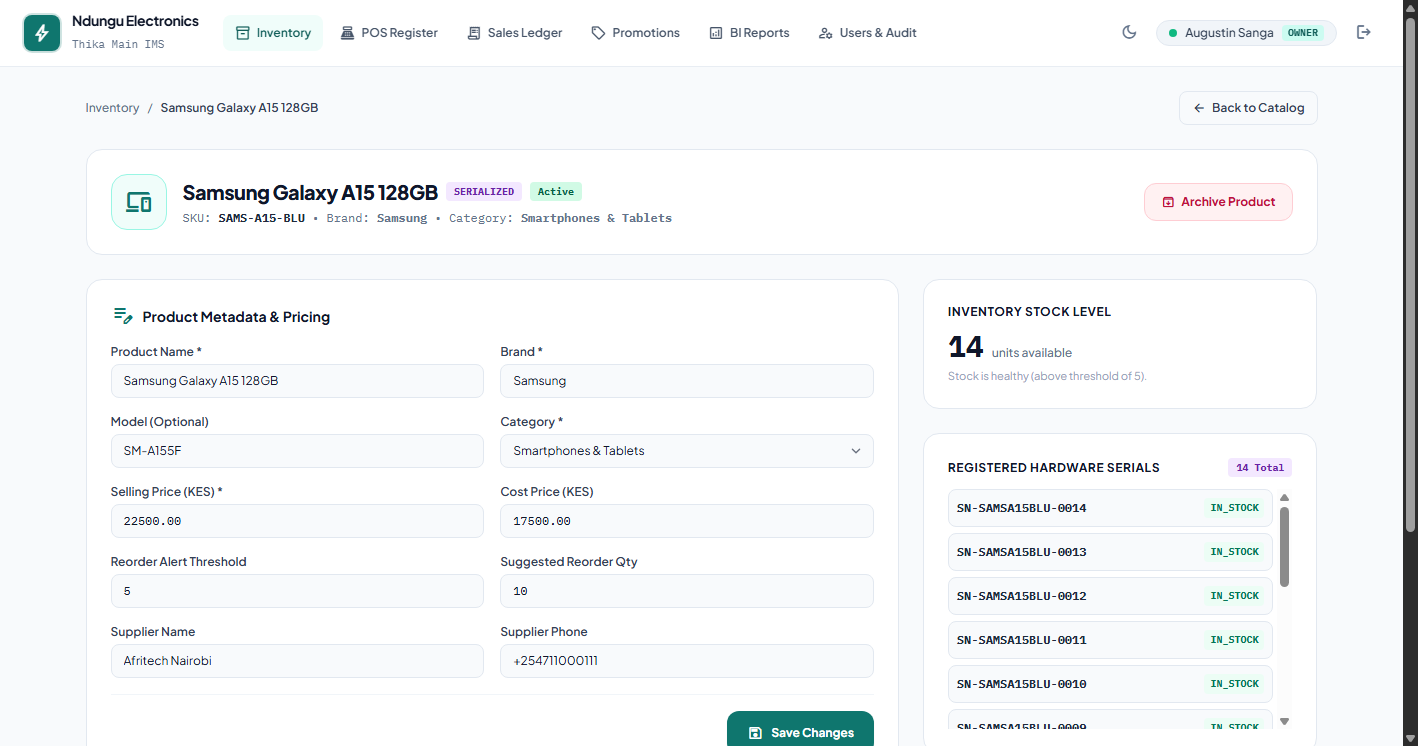 Ndungu Electronics
Thika Main IMS
Inventory
POS Register
Sales Ledger
Promotions
BI Reports
Users & Audit
Augustin Sanga
OWNER
Inventory / Samsung Galaxy A15 128GB
Back to Catalog
Samsung Galaxy A15 128GB
SERIALIZED
Active
SKU: SAMS-A15-BLU • Brand: Samsung • Category: Smartphones & Tablets
Archive Product
Product Metadata & Pricing
Product Name *
Samsung Galaxy A15 128GB
Brand *
Samsung
Model (Optional)
SM-A155F
Category *
Smartphones & Tablets
Selling Price (KES) *
22500.00
Cost Price (KES)
17500.00
Reorder Alert Threshold
5
Suggested Reorder Qty
10
Supplier Name
Afritech Nairobi
Supplier Phone
+254711000111
Save Changes
INVENTORY STOCK LEVEL
14 units available
Stock is healthy (above threshold of 5).
REGISTERED HARDWARE SERIALS
14 Total
SN-SAMSA15BLU-0014 IN_STOCK
SN-SAMSA15BLU-0013 IN_STOCK
SN-SAMSA15BLU-0012 IN_STOCK
SN-SAMSA15BLU-0011 IN_STOCK
SN-SAMSA15BLU-0010 IN_STOCK
SN-SAMSA15BLU-0009 IN_STOCK